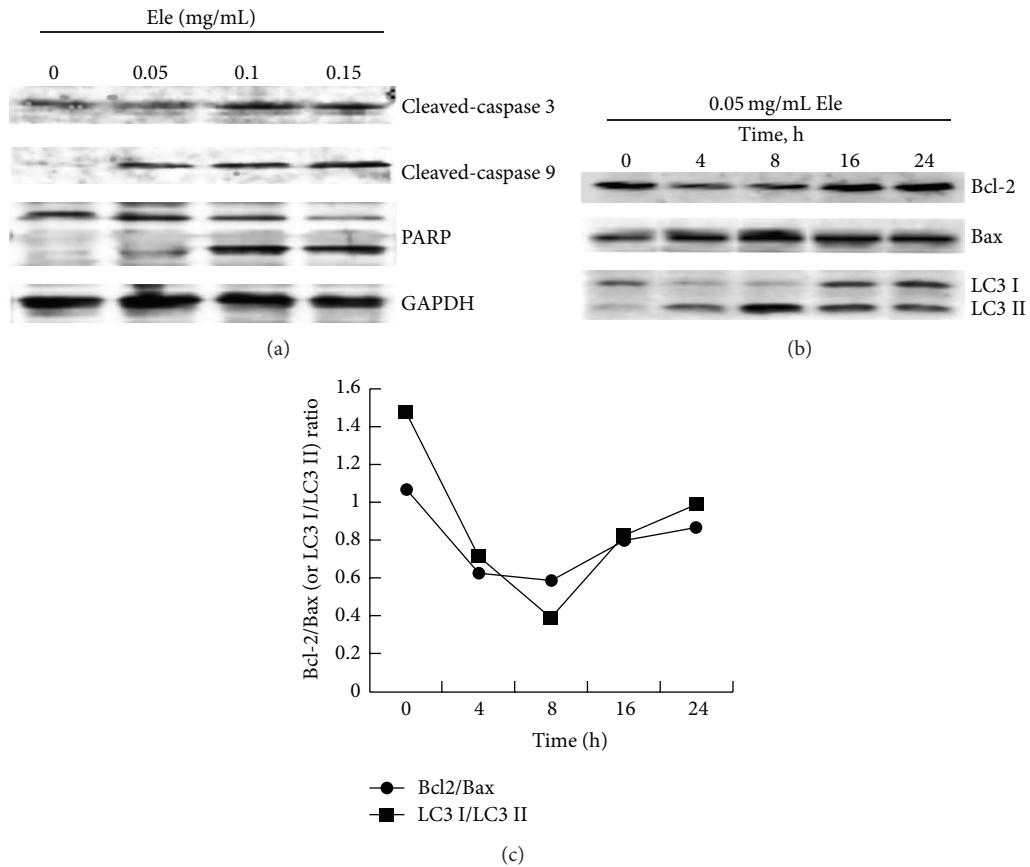 Ele (mg/mL)
0 0.05 0.1 0.15
Cleaved-caspase 3
Cleaved-caspase 9
PARP
GAPDH
(a)
0.05 mg/mL Ele
Time, h
0 4 8 16 24
Bcl-2
Bax
LC3 I
LC3 II
(b)
Bcl-2/Bax (or LC3 I/LC3 II) ratio
1.6
1.4
1.2
1
0.8
0.6
0.4
0.2
0
0 4 8 16 24
Time (h)
Bcl2/Bax
LC3 I/LC3 II
(c)